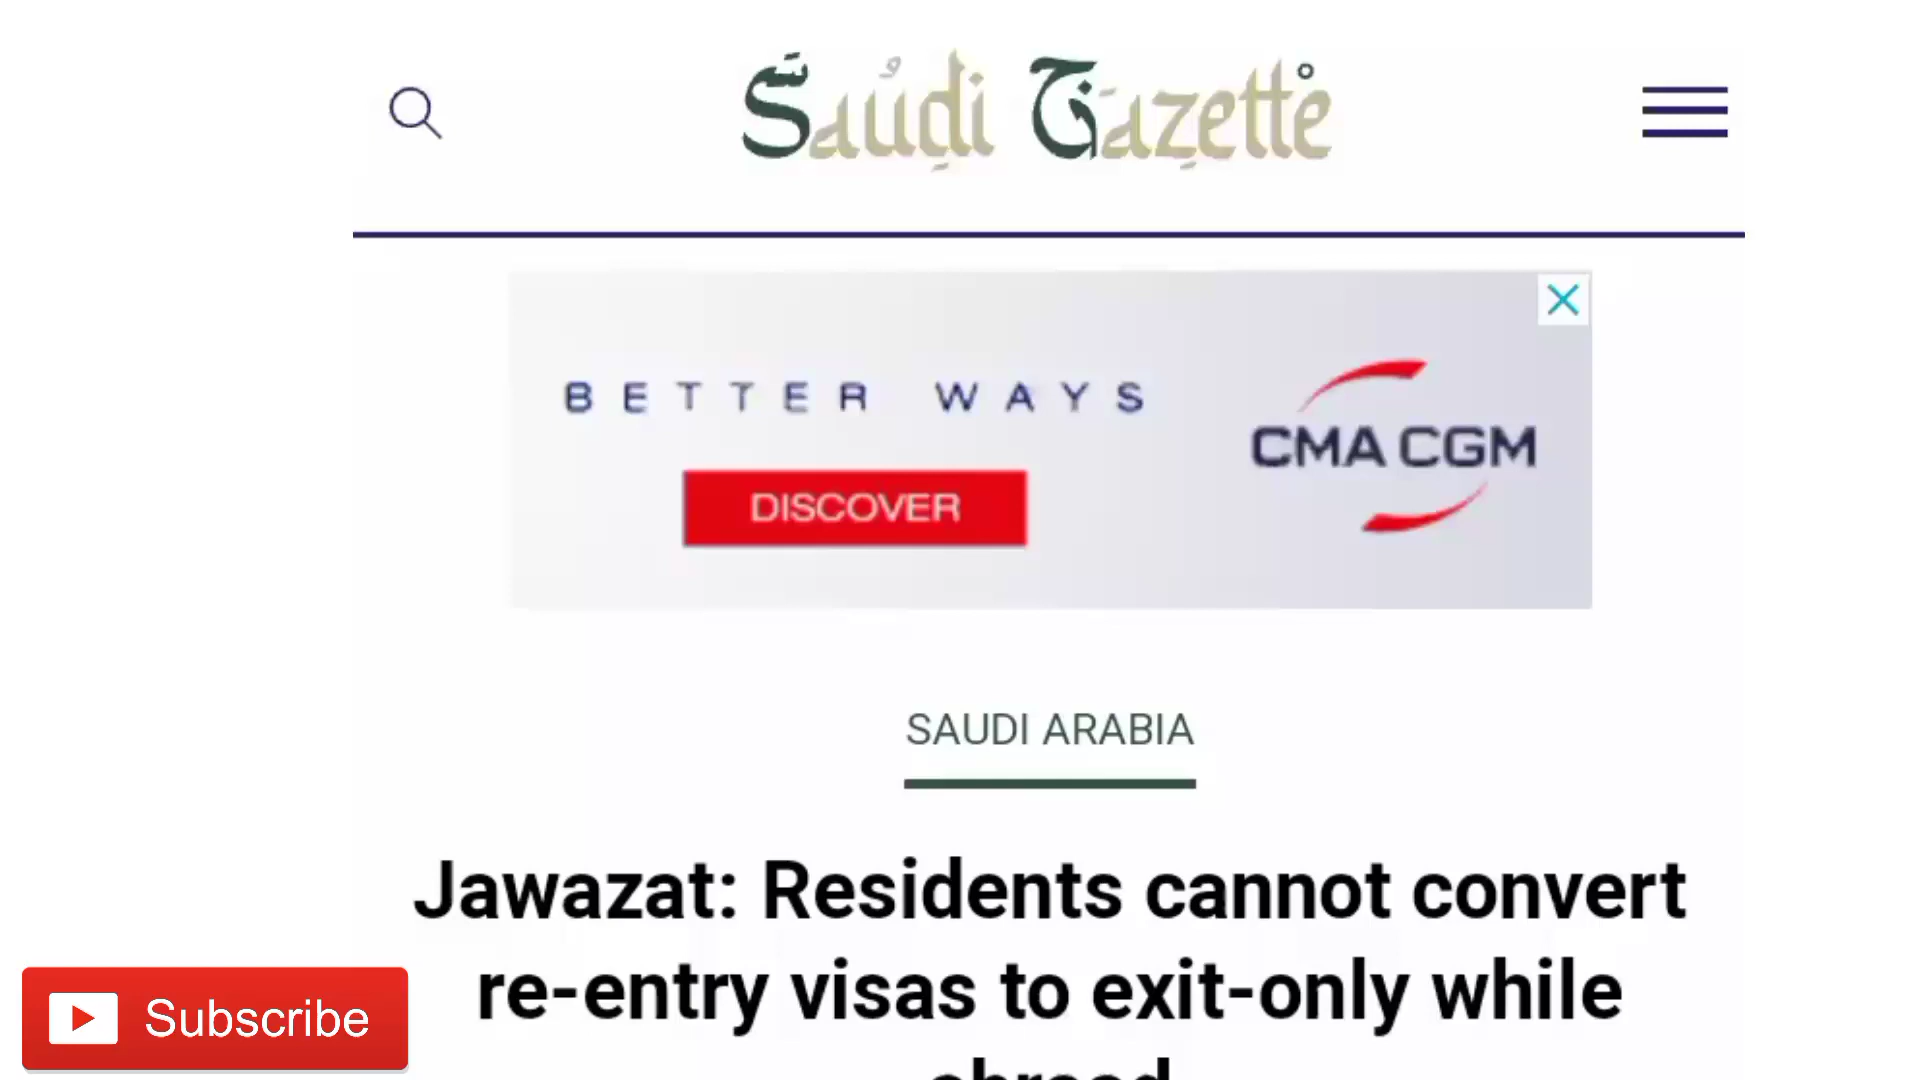 Saudi Gazette
BETTER WAYS
CMA CGM
DISCOVER
SAUDI ARABIA
Jawazat: Residents cannot convert
re-entry visas to exit-only while
abroad
Subscribe